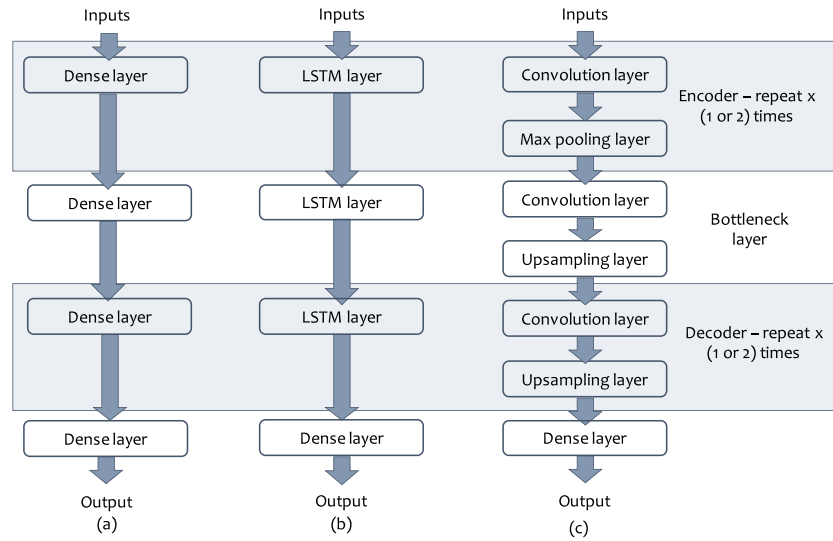 Inputs
Inputs
Inputs
Dense layer
LSTM layer
Convolution layer
Encoder – repeat x
(1 or 2) times
Max pooling layer
Dense layer
LSTM layer
Convolution layer
Bottleneck
layer
Upsampling layer
Dense layer
LSTM layer
Convolution layer
Decoder – repeat x
(1 or 2) times
Upsampling layer
Dense layer
Dense layer
Dense layer
Output
Output
Output
(a)
(b)
(c)